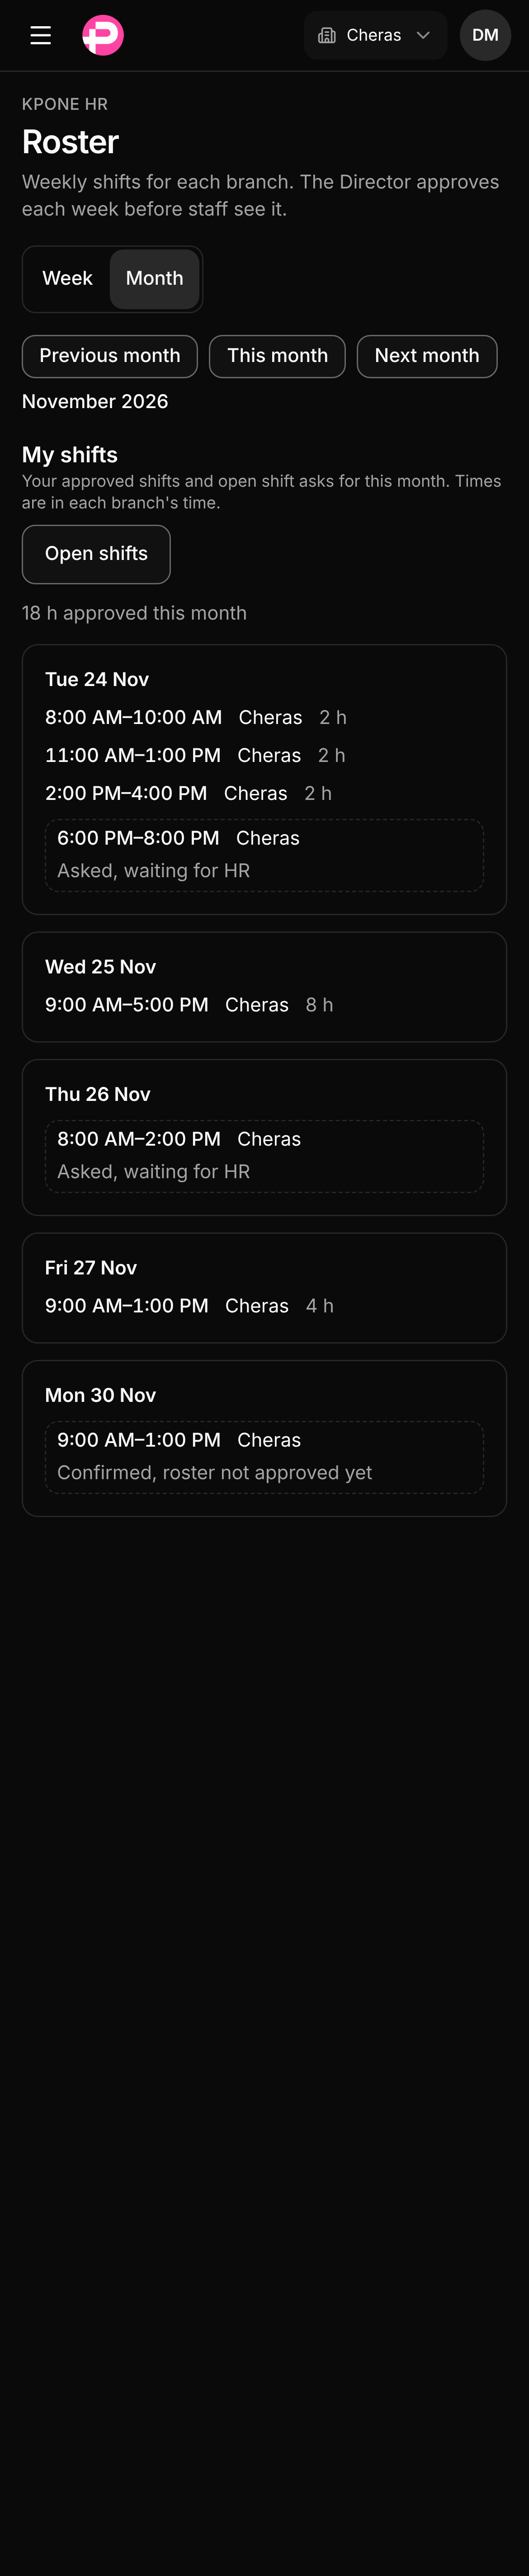 Cheras
DM
KPONE HR
Roster
Weekly shifts for each branch. The Director approves
each week before staff see it.
Week
Month
Previous month
This month
Next month
November 2026
My shifts
Your approved shifts and open shift asks for this month. Times
are in each branch's time.
Open shifts
18 h approved this month
Tue 24 Nov
8:00 AM–10:00 AM Cheras 2 h
11:00 AM–1:00 PM Cheras 2 h
2:00 PM–4:00 PM Cheras 2 h
6:00 PM–8:00 PM Cheras
Asked, waiting for HR
Wed 25 Nov
9:00 AM–5:00 PM Cheras 8 h
Thu 26 Nov
8:00 AM–2:00 PM Cheras
Asked, waiting for HR
Fri 27 Nov
9:00 AM–1:00 PM Cheras 4 h
Mon 30 Nov
9:00 AM–1:00 PM Cheras
Confirmed, roster not approved yet